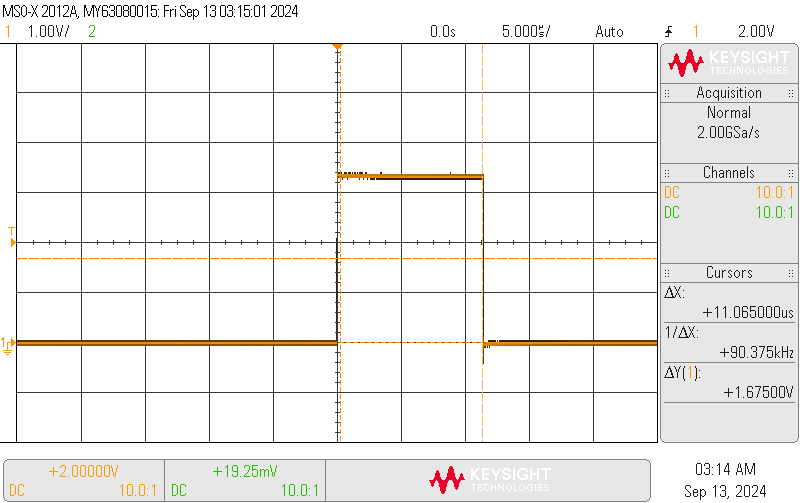 MSO-X 2012A, MY63080015: Fri Sep 13 03:15:01 2024
1 1.00V/ 2 0.0s 5.000ㅤ/ Auto 1 2.00V
KEYSIGHT
TECHNOLOGIES
Acquisition
Normal
2.00GSa/s
Channels
DC 10.0:1
DC 10.0:1
T
Cursors
ΔX:
+11.065000us
1/ΔX:
+90.375kHz
ΔY(1):
+1.67500V
1
+2.00000V
DC 10.0:1
+19.25mV
DC 10.0:1
KEYSIGHT
TECHNOLOGIES
03:14 AM
Sep 13, 2024